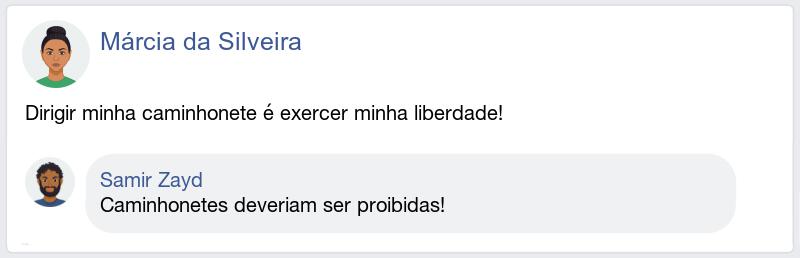 Márcia da Silveira
Dirigir minha caminhonete é exercer minha liberdade!
Samir Zayd
Caminhonetes deveriam ser proibidas!